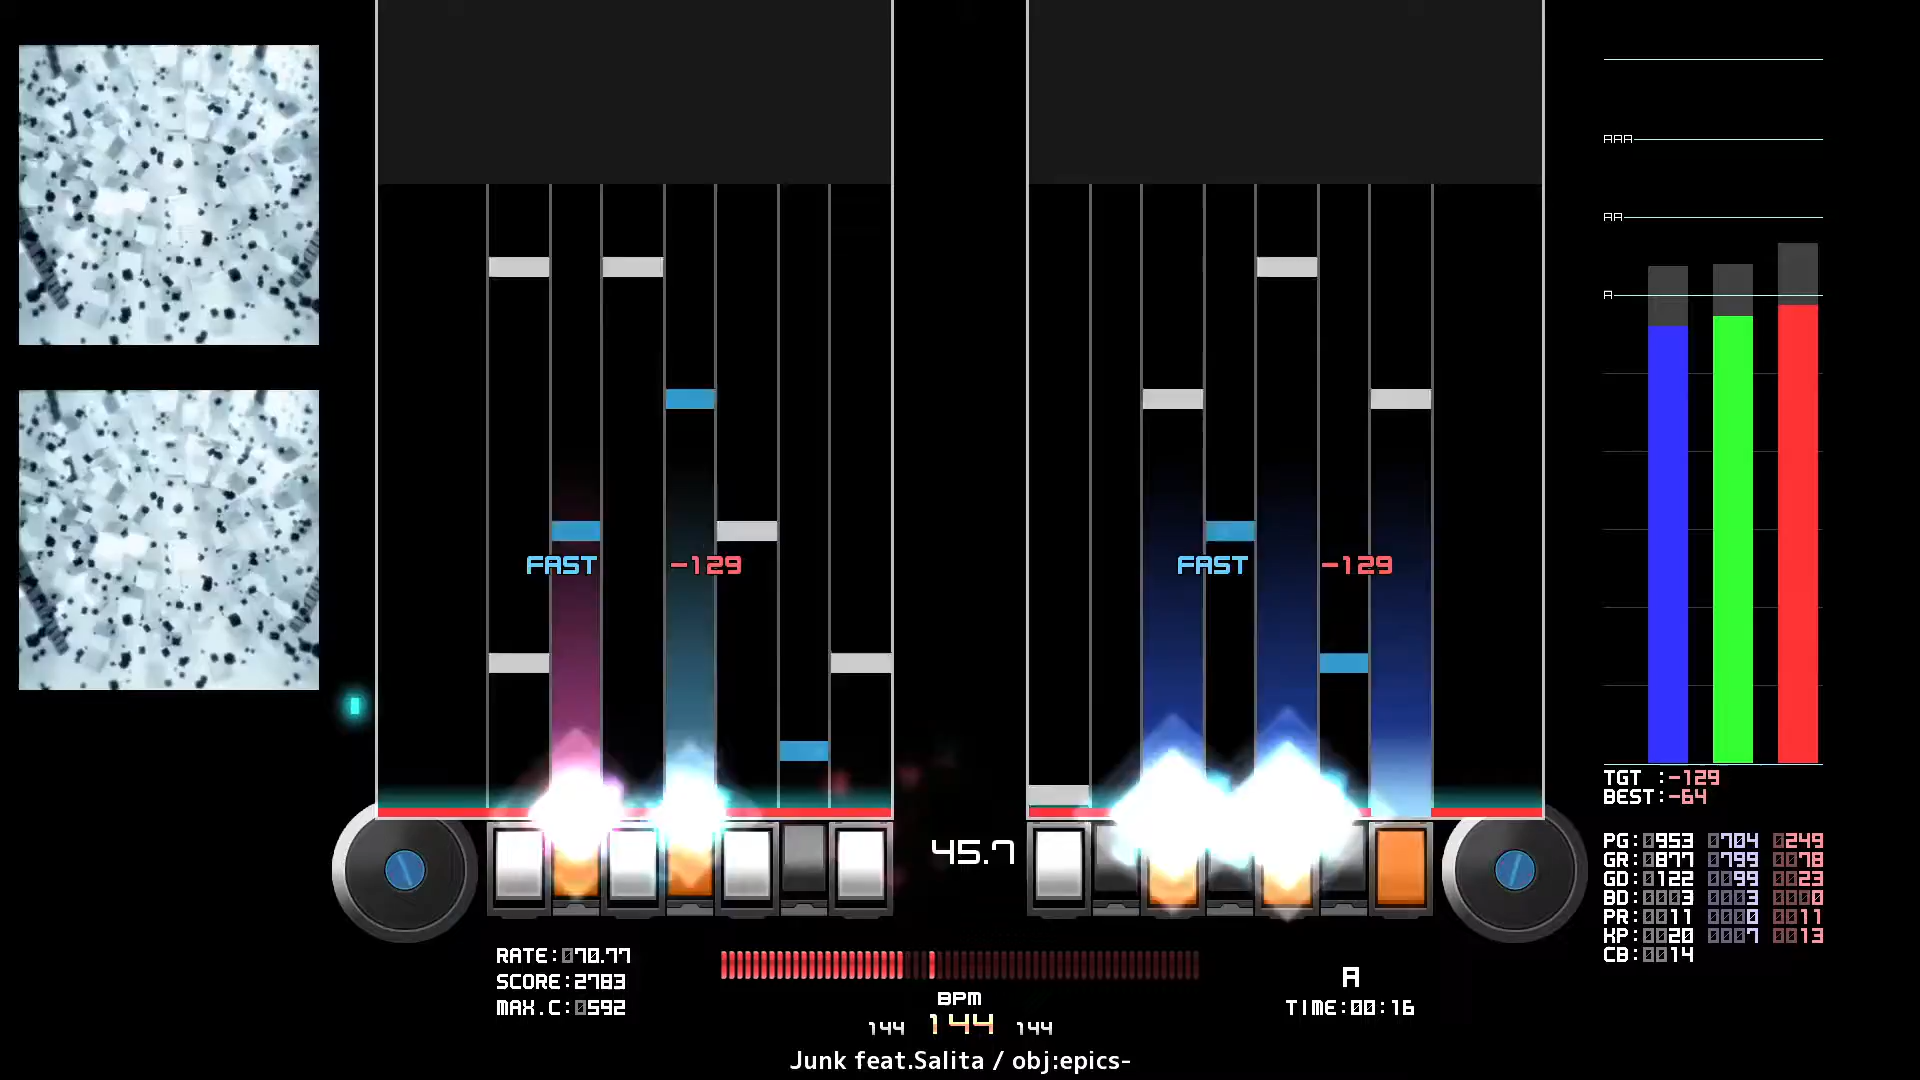 AAA
AA
A
FAST -129
FAST -129
TGT :-129
BEST:-64
45.7
PG:0953 0704 0249
GR:0877 0799 0078
GD:0122 0099 0023
BD:0003 0003 0000
PR:0011 0000 0011
KP:0020 0007 0013
CB:0014
RATE:070.77
SCORE:2783
MAX.C:0592
A
TIME:00:16
BPM
144 144 144
Junk feat.Salita / obj:epics-